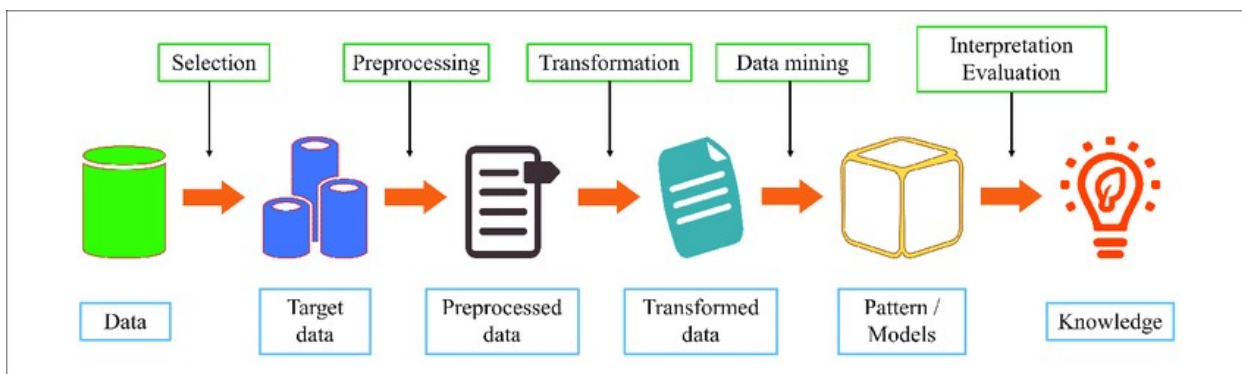 Selection
Preprocessing
Transformation
Data mining
Interpretation
Evaluation
Data
Target
data
Preprocessed
data
Transformed
data
Pattern /
Models
Knowledge